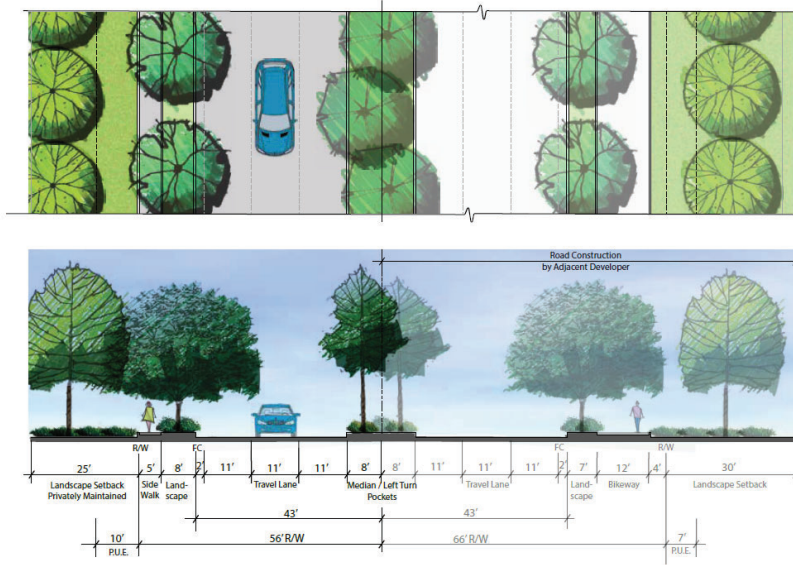 Road Construction
by Adjacent Developer
R/W FC FC R/W
25' 5' 8' 2' 11' 11' 11' 8' 8' 11' 11' 11' 2' 7' 12' 4' 30'
Landscape Setback Side Land- Travel Lane Median / Left Turn Travel Lane Land- Bikeway Landscape Setback
Privately Maintained Walk scape Pockets scape
43' 43'
10' 56' R/W 66' R/W 7'
P.U.E. P.U.E.